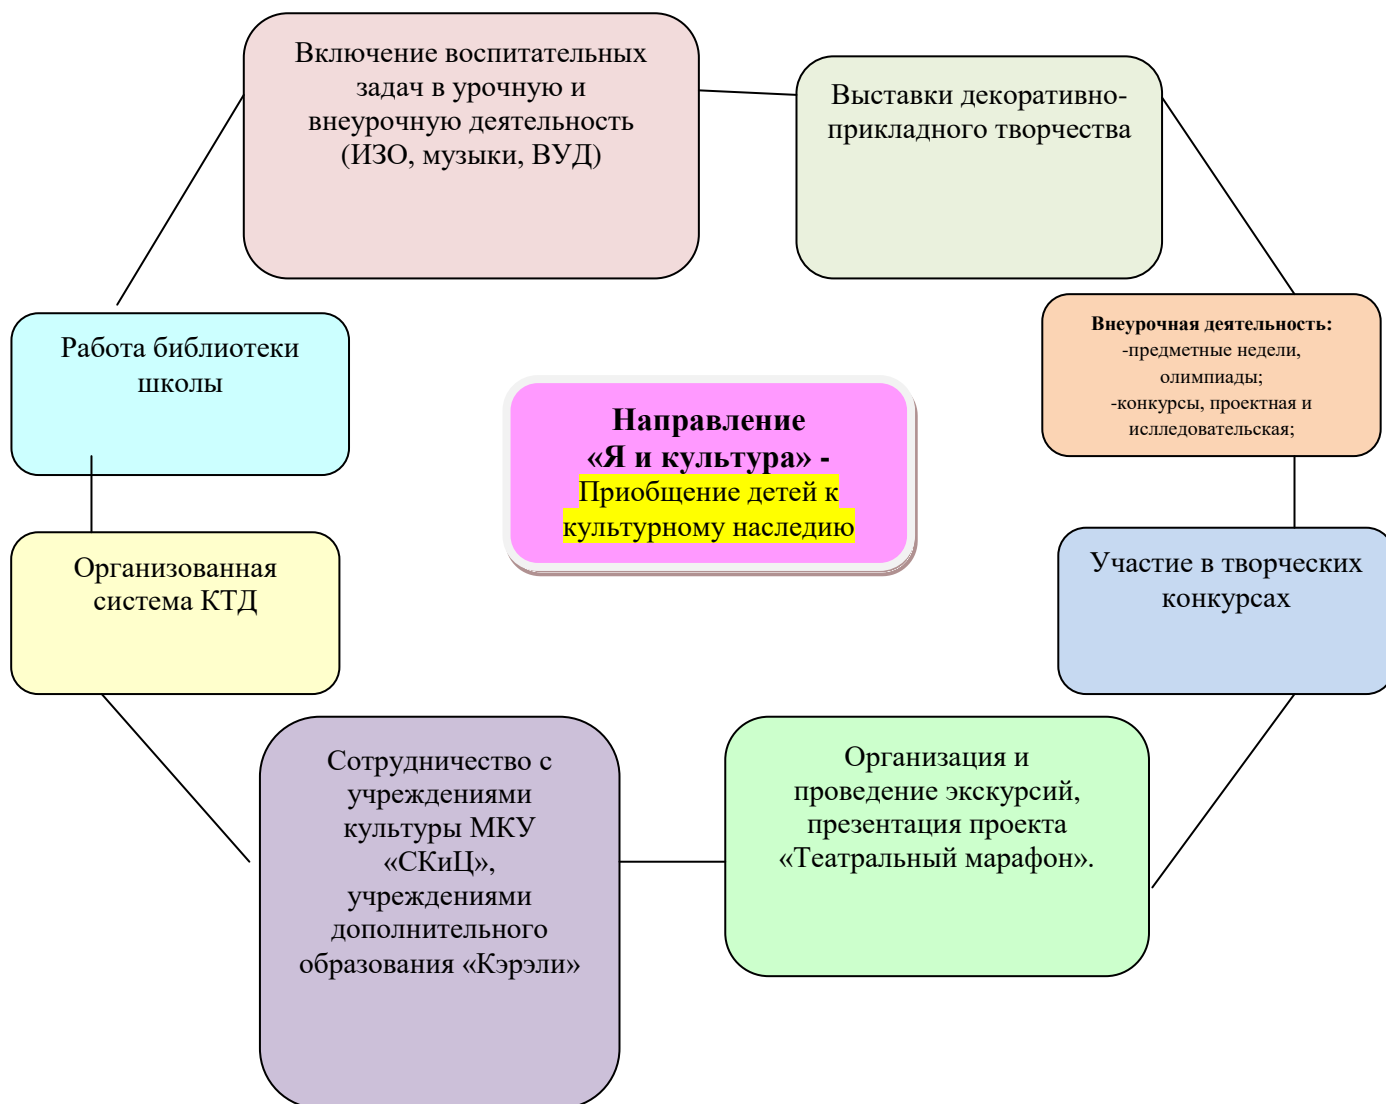 Включение воспитательных
задач в урочную и
внеурочную деятельность
(ИЗО, музыки, ВУД)
Выставки декоративно-
прикладного творчества
Работа библиотеки
школы
Внеурочная деятельность:
-предметные недели,
олимпиады;
-конкурсы, проектная и
ислледовательская;
Направление
«Я и культура» -
Приобщение детей к
культурному наследию
Организованная
система КТД
Участие в творческих
конкурсах
Сотрудничество с
учреждениями
культуры МКУ
«СКиЦ»,
учреждениями
дополнительного
образования «Кэрэли»
Организация и
проведение экскурсий,
презентация проекта
«Театральный марафон».